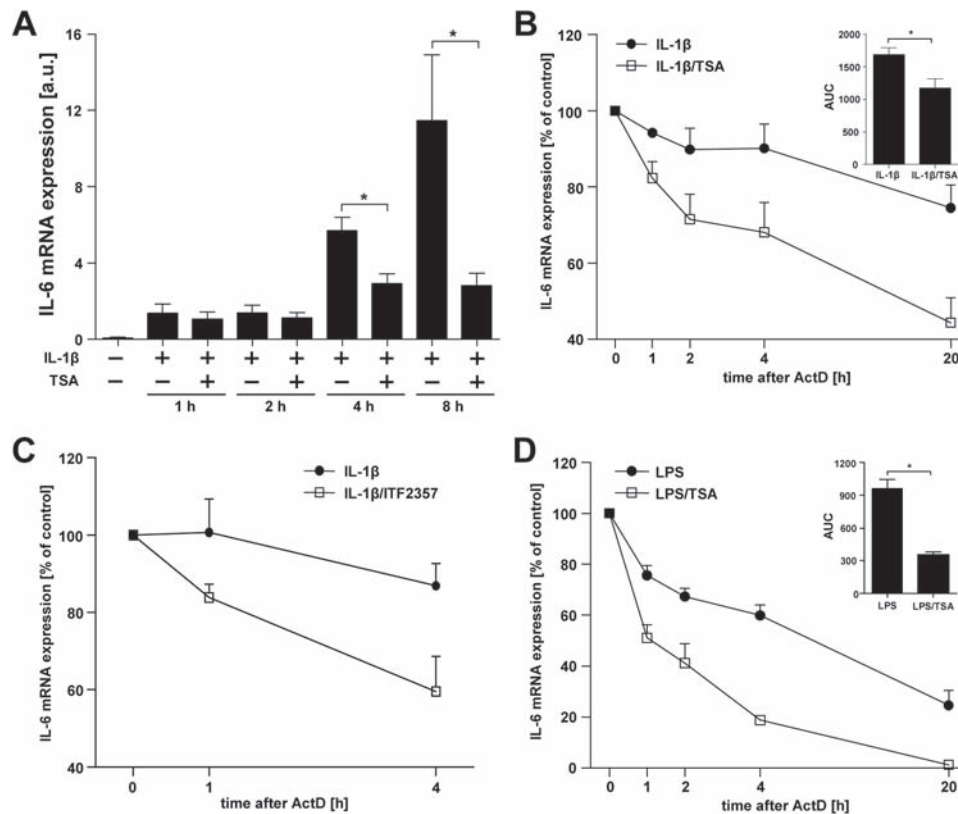 A
IL-6 mRNA expression [a.u.]
16
12
8
4
0
*
*
IL-1β − + + + + + + + +
TSA − − + − + − + − +
1 h 2 h 4 h 8 h
B
IL-6 mRNA expression [% of control]
120
100
80
60
40
IL-1β
IL-1β/TSA
0 1 2 4 20
time after ActD [h]
AUC
2000
1500
1000
500
0
*
IL-1β IL-1β/TSA
C
IL-6 mRNA expression [% of control]
120
100
80
60
40
IL-1β
IL-1β/ITF2357
0 1 4
time after ActD [h]
D
IL-6 mRNA expression [% of control]
120
100
80
60
40
20
0
LPS
LPS/TSA
0 1 2 4 20
time after ActD [h]
AUC
1200
900
600
300
0
*
LPS LPS/TSA